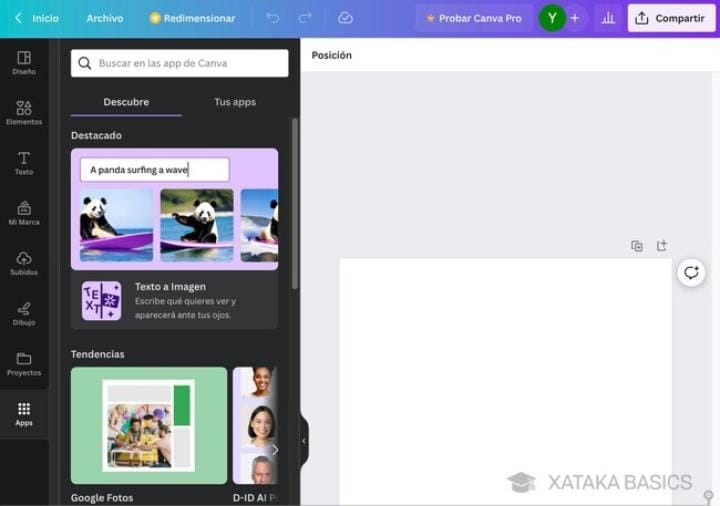 Inicio
Archivo
Redimensionar
Probar Canva Pro
Y
Compartir
Diseño
Elementos
Texto
Mi Marca
Subidos
Dibujo
Proyectos
Apps
Buscar en las app de Canva
Descubre
Tus apps
Destacado
A panda surfing a wave
TEXT
Texto a Imagen
Escribe qué quieres ver y
aparecerá ante tus ojos.
Tendencias
Google Fotos
D-ID AI
Posición
XATAKA BASICS